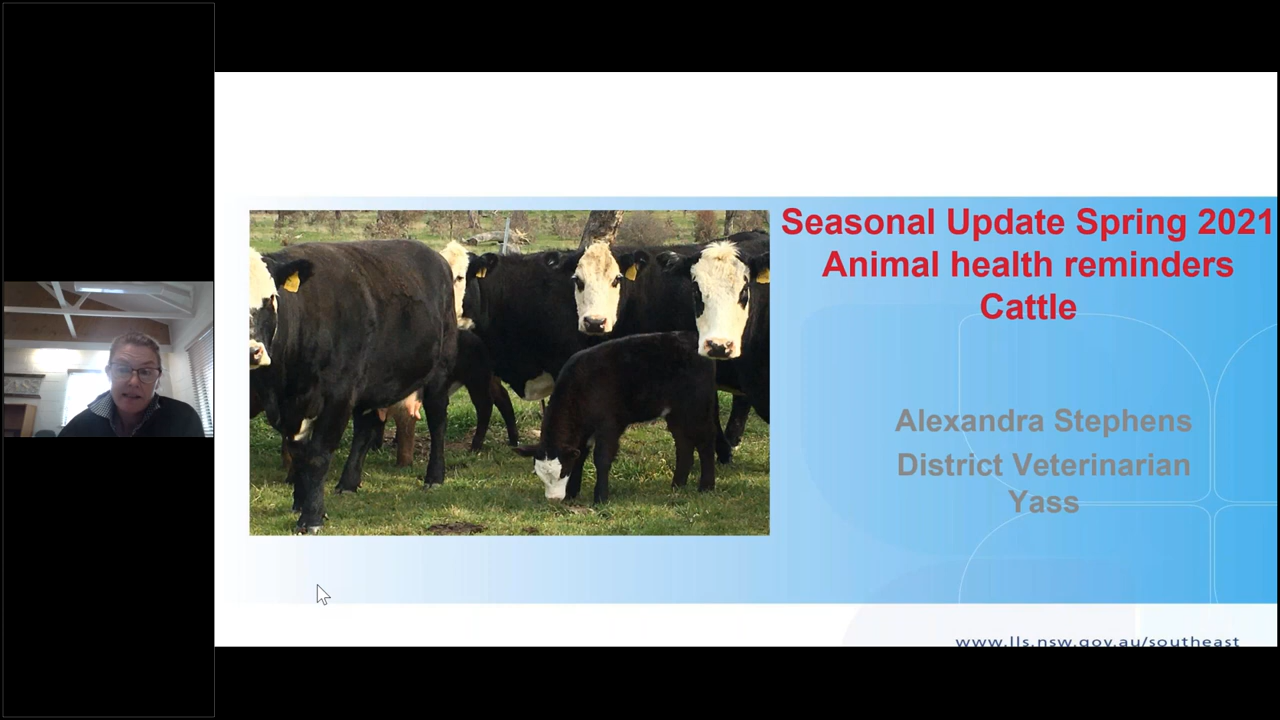 Seasonal Update Spring 2021
Animal health reminders
Cattle
Alexandra Stephens
District Veterinarian
Yass
www.lls.nsw.gov.au/southeast